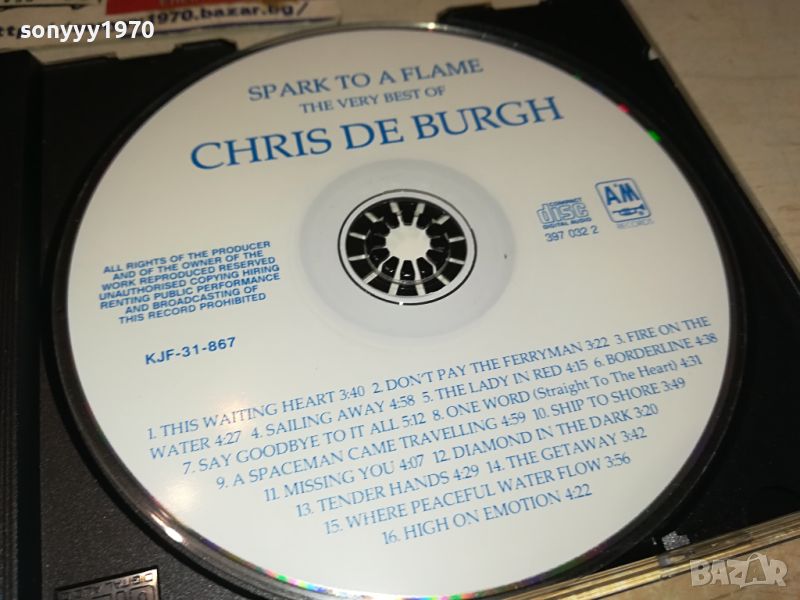 sonyyy1970
1970.bazar.bg/
SPARK TO A FLAME
THE VERY BEST OF
CHRIS DE BURGH
COMPACT
disc
DIGITAL AUDIO
397 032 2
A&M
RECORDS
ALL RIGHTS OF THE PRODUCER
AND OF THE OWNER OF THE
WORK REPRODUCED RESERVED
UNAUTHORISED COPYING HIRING
RENTING PUBLIC PERFORMANCE
AND BROADCASTING OF
THIS RECORD PROHIBITED
KJF-31-867
1. THIS WAITING HEART 3:40 2. DON'T PAY THE FERRYMAN 3:22 3. FIRE ON THE
WATER 4:27 4. SAILING AWAY 4:58 5. THE LADY IN RED 4:15 6. BORDERLINE 4:38
7. SAY GOODBYE TO IT ALL 5:12 8. ONE WORD (Straight To The Heart) 4:31
9. A SPACEMAN CAME TRAVELLING 4:59 10. SHIP TO SHORE 3:49
11. MISSING YOU 4:07 12. DIAMOND IN THE DARK 3:20
13. TENDER HANDS 4:29 14. THE GETAWAY 3:42
15. WHERE PEACEFUL WATER FLOW 3:56
16. HIGH ON EMOTION 4:22
BAZAR